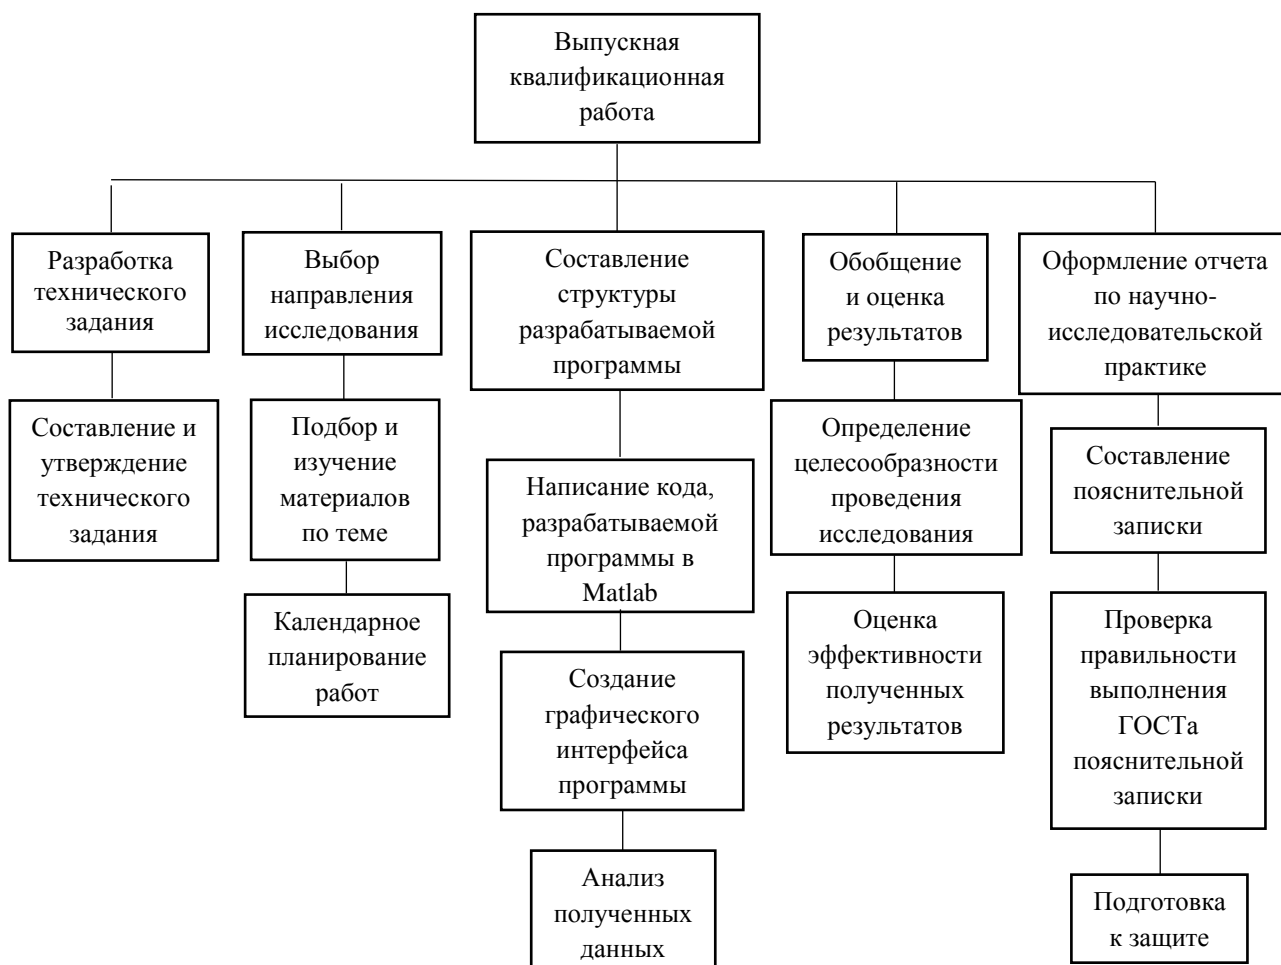 Выпускная
квалификационная
работа
Разработка
технического
задания
Составление и
утверждение
технического
задания
Выбор
направления
исследования
Подбор и
изучение
материалов
по теме
Календарное
планирование
работ
Составление
структуры
разрабатываемой
программы
Написание кода,
разрабатываемой
программы в
Matlab
Создание
графического
интерфейса
программы
Анализ
полученных
данных
Обобщение
и оценка
результатов
Определение
целесообразности
проведения
исследования
Оценка
эффективности
полученных
результатов
Оформление отчета
по научно-
исследовательской
практике
Составление
пояснительной
записки
Проверка
правильности
выполнения
ГОСТа
пояснительной
записки
Подготовка
к защите